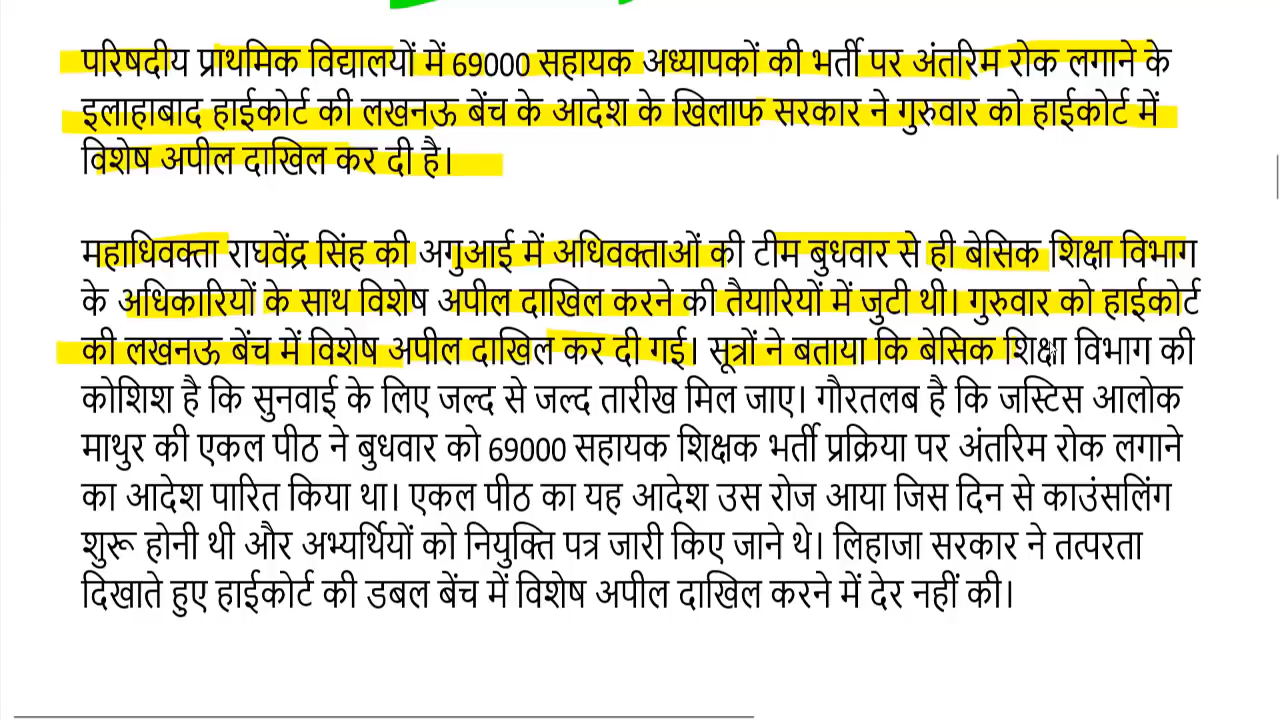 परिषदीय प्राथमिक विद्यालयों में 69000 सहायक अध्यापकों की भर्ती पर अंतरिम रोक लगाने के
इलाहाबाद हाईकोर्ट की लखनऊ बेंच के आदेश के खिलाफ सरकार ने गुरुवार को हाईकोर्ट में
विशेष अपील दाखिल कर दी है।
महाधिवक्ता राघवेंद्र सिंह की अगुआई में अधिवक्ताओं की टीम बुधवार से ही बेसिक शिक्षा विभाग
के अधिकारियों के साथ विशेष अपील दाखिल करने की तैयारियों में जुटी थी। गुरुवार को हाईकोर्ट
की लखनऊ बेंच में विशेष अपील दाखिल कर दी गई। सूत्रों ने बताया कि बेसिक शिक्षा विभाग की
कोशिश है कि सुनवाई के लिए जल्द से जल्द तारीख मिल जाए। गौरतलब है कि जस्टिस आलोक
माथुर की एकल पीठ ने बुधवार को 69000 सहायक शिक्षक भर्ती प्रक्रिया पर अंतरिम रोक लगाने
का आदेश पारित किया था। एकल पीठ का यह आदेश उस रोज आया जिस दिन से काउंसलिंग
शुरू होनी थी और अभ्यर्थियों को नियुक्ति पत्र जारी किए जाने थे। लिहाजा सरकार ने तत्परता
दिखाते हुए हाईकोर्ट की डबल बेंच में विशेष अपील दाखिल करने में देर नहीं की।